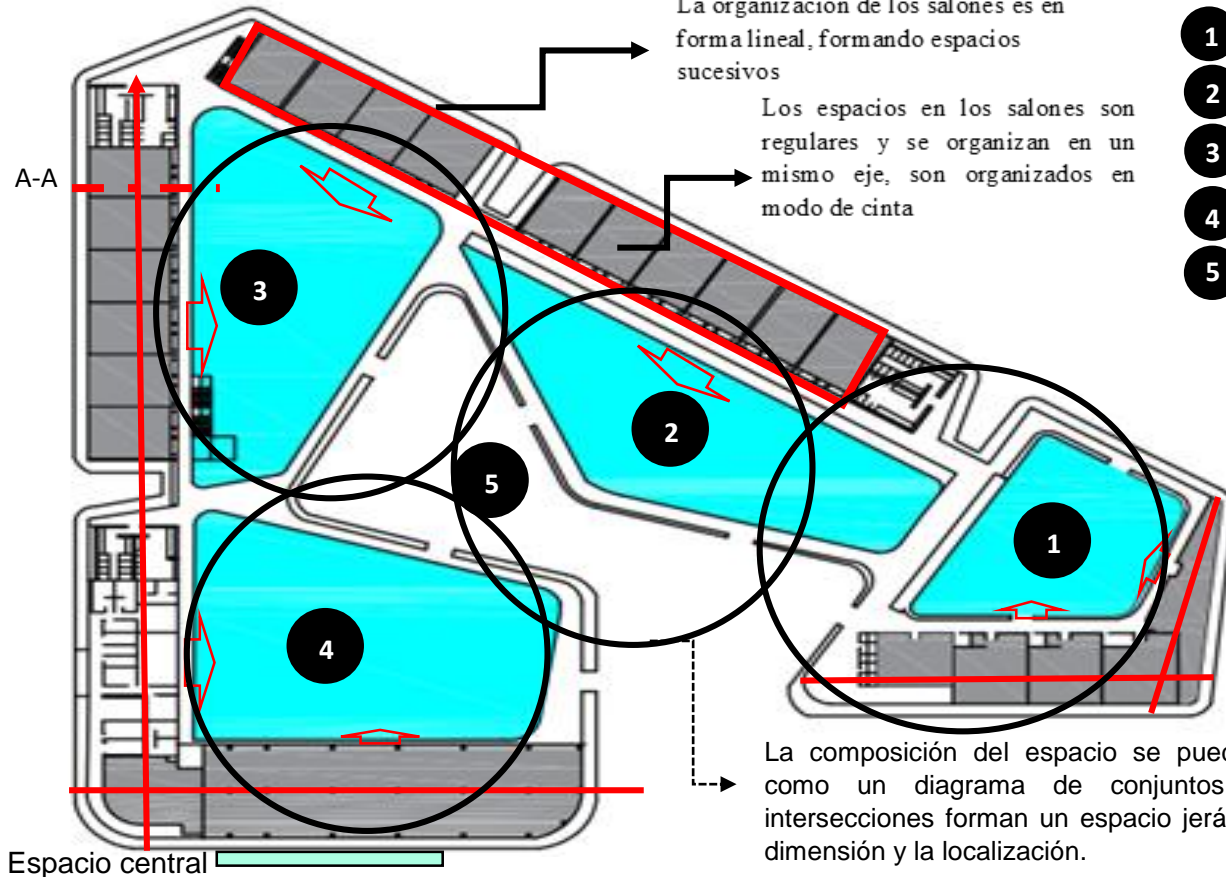 La organización de los salones es en
forma lineal, formando espacios
sucesivos
Los espacios en los salones son
regulares y se organizan en un
mismo eje, son organizados en
modo de cinta
1
2
3
4
5
A-A
3
2
5
1
4
La composición del espacio se
como un diagrama de conjuntos
intersecciones forman un espacio
dimensión y la localización.
Espacio central